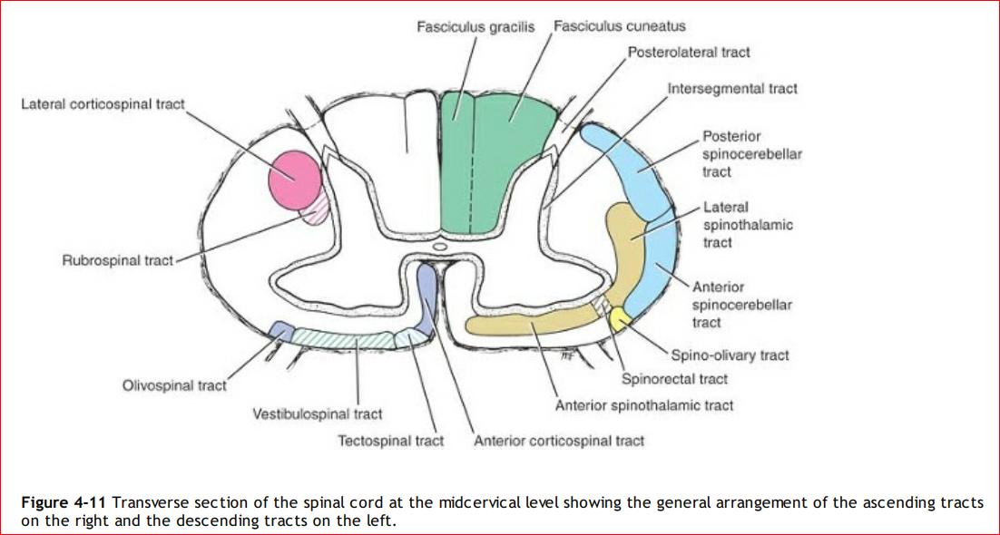 Fasciculus gracilis
Fasciculus cuneatus
Posterolateral tract
Intersegmental tract
Lateral corticospinal tract
Posterior
spinocerebellar
tract
Lateral
spinothalamic
tract
Rubrospinal tract
Anterior
spinocerebellar
tract
Spino-olivary tract
Spinorectal tract
Olivospinal tract
Anterior spinothalamic tract
Vestibulospinal tract
Tectospinal tract
Anterior corticospinal tract
Figure 4-11 Transverse section of the spinal cord at the midcervical level showing the general arrangement of the ascending tracts
on the right and the descending tracts on the left.